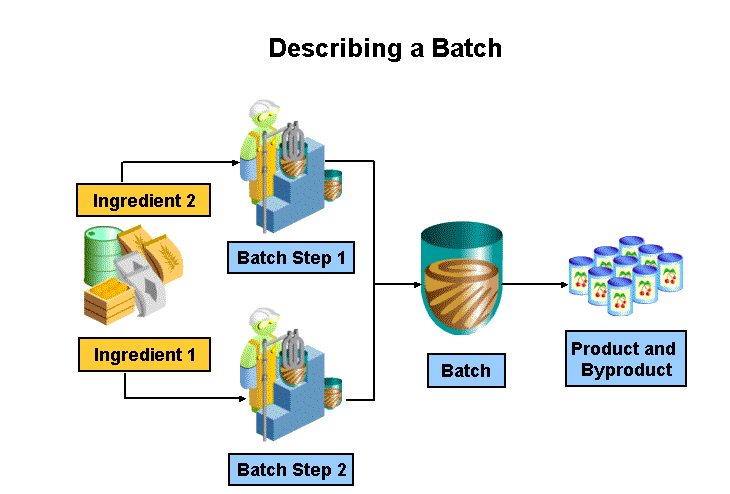 Describing a Batch
Ingredient 2
Batch Step 1
Ingredient 1
Batch
Product and
Byproduct
Batch Step 2